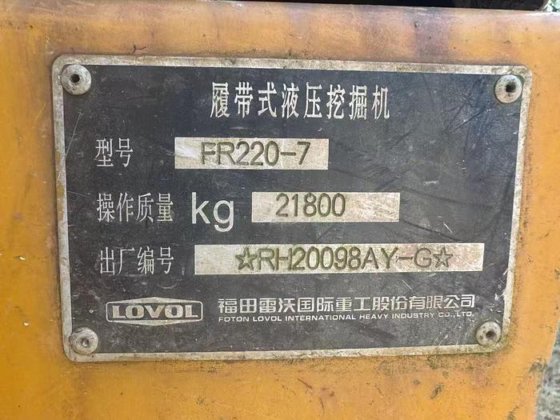 履带式液压挖掘机
型号 FR220-7
操作质量 kg 21800
出厂编号 ☆RH20098AY-G☆
LOVOL 福田雷沃国际重工股份有限公司
FOTON LOVOL INTERNATIONAL HEAVY INDUSTRY CO.,LTD.